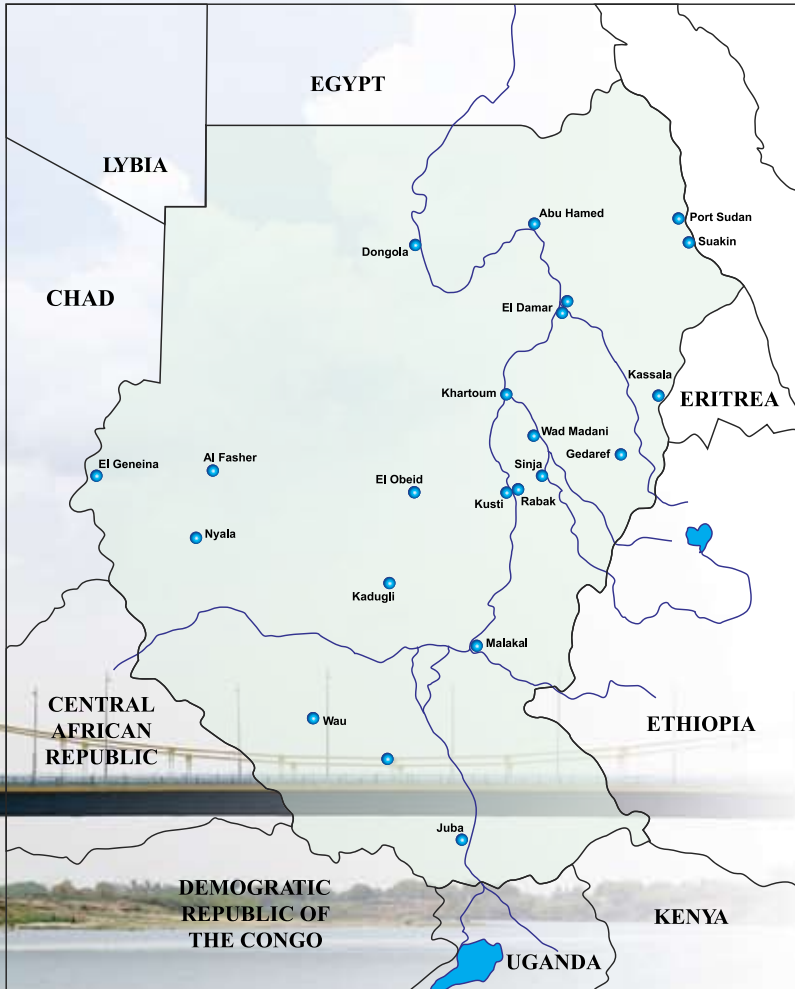 EGYPT
LYBIA
Abu Hamed
Port Sudan
Suakin
Dongola
CHAD
El Damar
Kassala
Khartoum
ERITREA
Wad Madani
Gedaref
Al Fasher
El Geneina
Sinja
El Obeid
Kusti
Rabak
Nyala
Kadugli
Malakal
CENTRAL
AFRICAN
REPUBLIC
Wau
ETHIOPIA
Juba
DEMOGRATIC
REPUBLIC OF
THE CONGO
KENYA
UGANDA